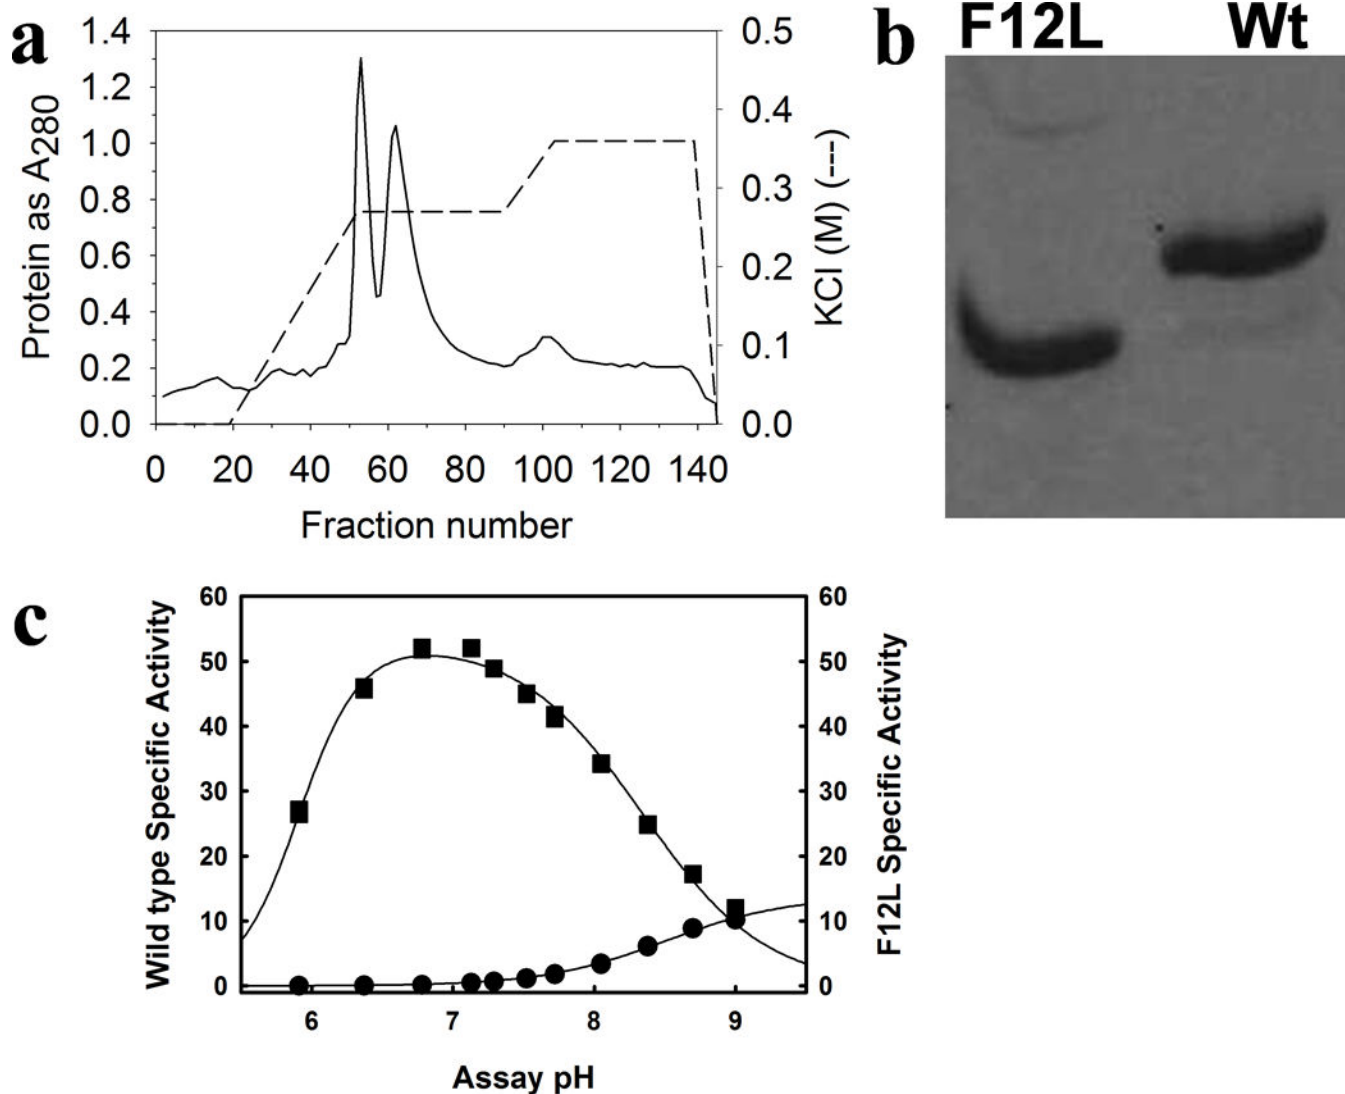 a
1.4
1.2
1.0
0.8
0.6
0.4
0.2
0.0
Protein as A280
0.5
0.4
0.3
0.2
0.1
0.0
KCl (M) (---)
0 20 40 60 80 100 120 140
Fraction number
b
F12L Wt
c
60
50
40
30
20
10
0
Wild type Specific Activity
60
50
40
30
20
10
0
F12L Specific Activity
6 7 8 9
Assay pH